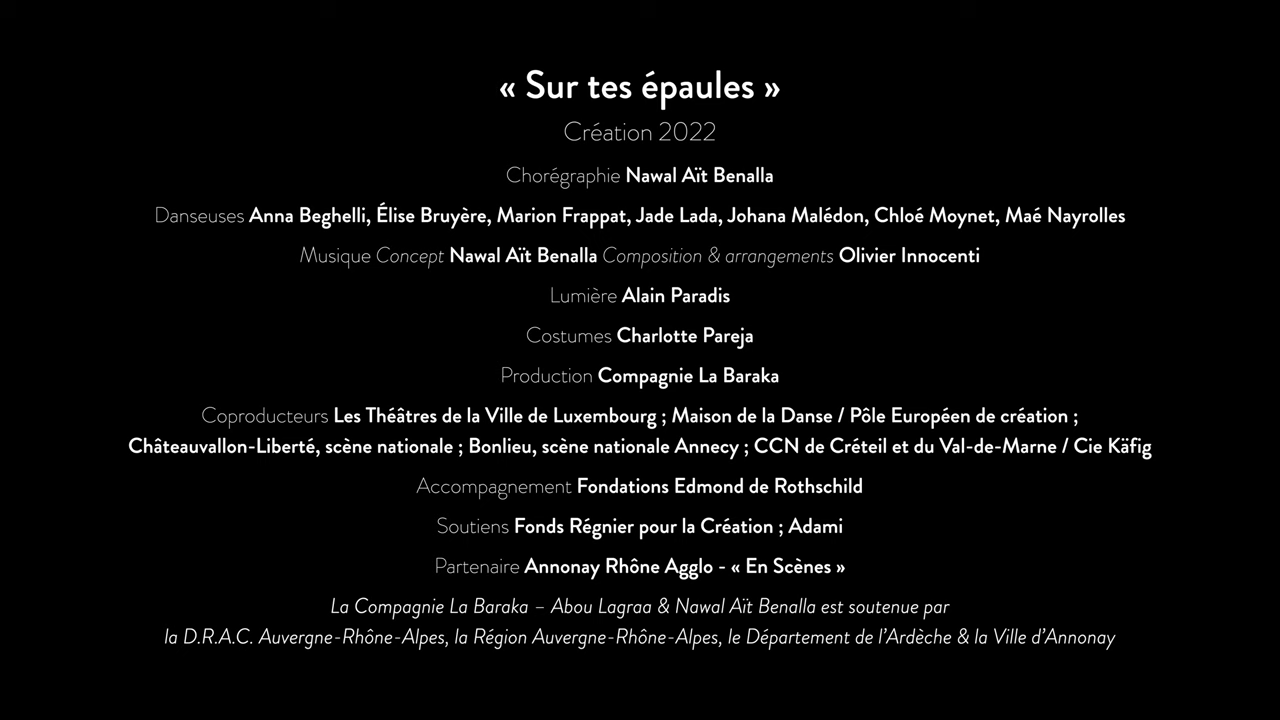 « Sur tes épaules »
Création 2022
Chorégraphie Nawal Aït Benalla
Danseuses Anna Beghelli, Élise Bruyère, Marion Frappat, Jade Lada, Johana Malédon, Chloé Moynet, Maé Nayrolles
Musique Concept Nawal Aït Benalla Composition & arrangements Olivier Innocenti
Lumière Alain Paradis
Costumes Charlotte Pareja
Production Compagnie La Baraka
Coproducteurs Les Théâtres de la Ville de Luxembourg ; Maison de la Danse / Pôle Européen de création ;
Châteauvallon-Liberté, scène nationale ; Bonlieu, scène nationale Annecy ; CCN de Créteil et du Val-de-Marne / Cie Käfig
Accompagnement Fondations Edmond de Rothschild
Soutiens Fonds Régnier pour la Création ; Adami
Partenaire Annonay Rhône Agglo - « En Scènes »
La Compagnie La Baraka – Abou Lagraa & Nawal Aït Benalla est soutenue par
la D.R.A.C. Auvergne-Rhône-Alpes, la Région Auvergne-Rhône-Alpes, le Département de l’Ardèche & la Ville d’Annonay